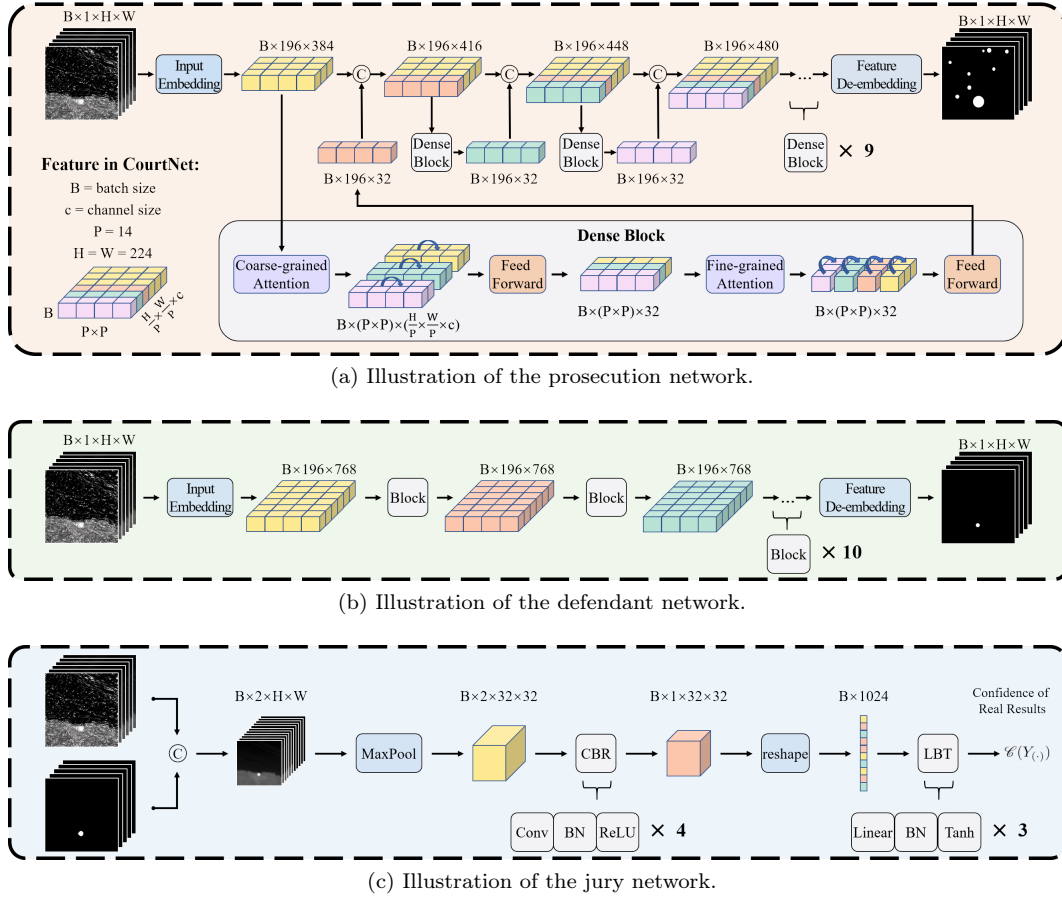 B×1×H×W
B×196×384
B×196×416
B×196×448
B×196×480
B×1×H×W
Input
Embedding
C
C
C
...
Feature
De-embedding
Dense
Block
Dense
Block
Dense
Block
× 9
B×196×32
B×196×32
B×196×32
Feature in CourtNet:
B = batch size
c = channel size
P = 14
H = W = 224
B
P×P
H/P×W/P×c
Dense Block
Coarse-grained
Attention
Feed
Forward
Fine-grained
Attention
Feed
Forward
B×(P×P)×(H/P×W/P×c)
B×(P×P)×32
B×(P×P)×32
(a) Illustration of the prosecution network.
B×1×H×W
B×196×768
B×196×768
B×196×768
B×1×H×W
Input
Embedding
Block
Block
...
Feature
De-embedding
Block
× 10
(b) Illustration of the defendant network.
B×2×H×W
B×2×32×32
B×1×32×32
B×1024
Confidence of
Real Results
C
MaxPool
CBR
reshape
LBT
𝒞(Y(·))
Conv BN ReLU × 4
Linear BN Tanh × 3
(c) Illustration of the jury network.